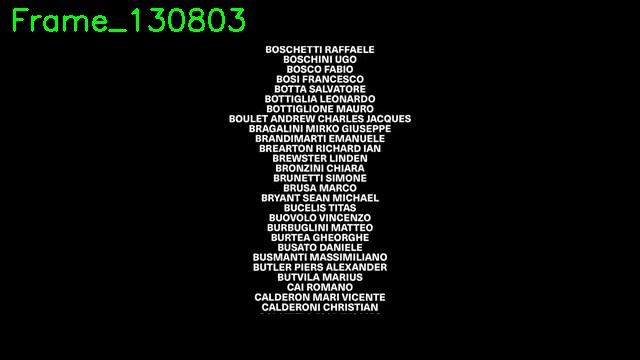 Frame_130803
BOSCHETTI RAFFAELE
BOSCHINI UGO
BOSCO FABIO
BOSI FRANCESCO
BOTTA SALVATORE
BOTTIGLIA LEONARDO
BOTTIGLIONE MAURO
BOULET ANDREW CHARLES JACQUES
BRAGALINI MIRKO GIUSEPPE
BRANDIMARTI EMANUELE
BREARTON RICHARD IAN
BREWSTER LINDEN
BRONZINI CHIARA
BRUNETTI SIMONE
BRUSA MARCO
BRYANT SEAN MICHAEL
BUCELIS TITAS
BUOVOLO VINCENZO
BURBUGLINI MATTEO
BURTEA GHEORGHE
BUSATO DANIELE
BUSMANTI MASSIMILIANO
BUTLER PIERS ALEXANDER
BUTVILA MARIUS
CAI ROMANO
CALDERON MARI VICENTE
CALDERONI CHRISTIAN